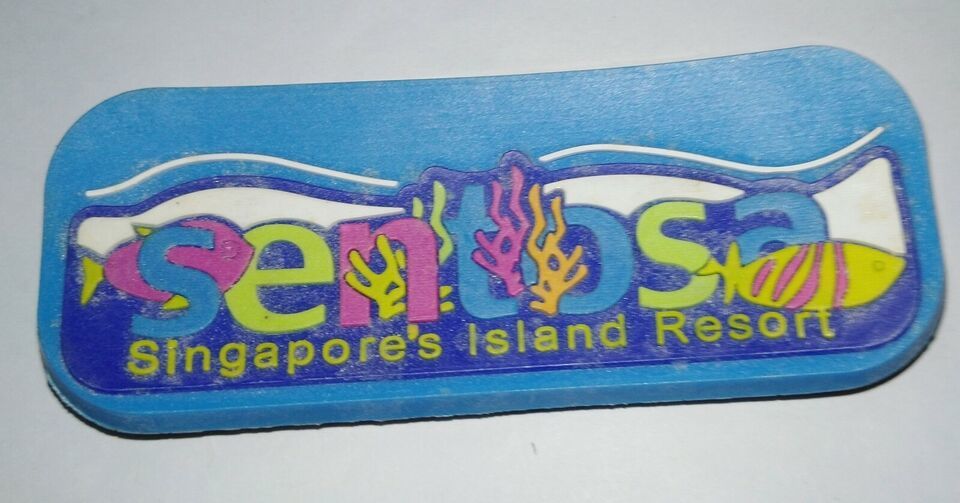 sentosa
Singapore's Island Resort